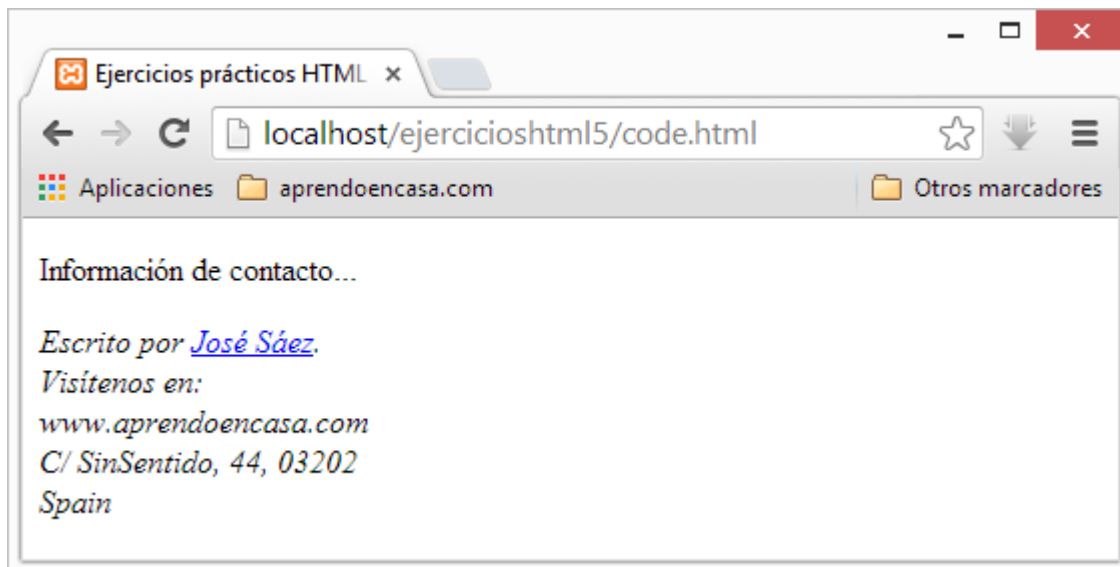 Ejercicios prácticos HTML
localhost/ejercicioshtml5/code.html
Aplicaciones aprendoencasa.com Otros marcadores
Información de contacto...
Escrito por José Sáez.
Visítenos en:
www.aprendoencasa.com
C/ SinSentido, 44, 03202
Spain